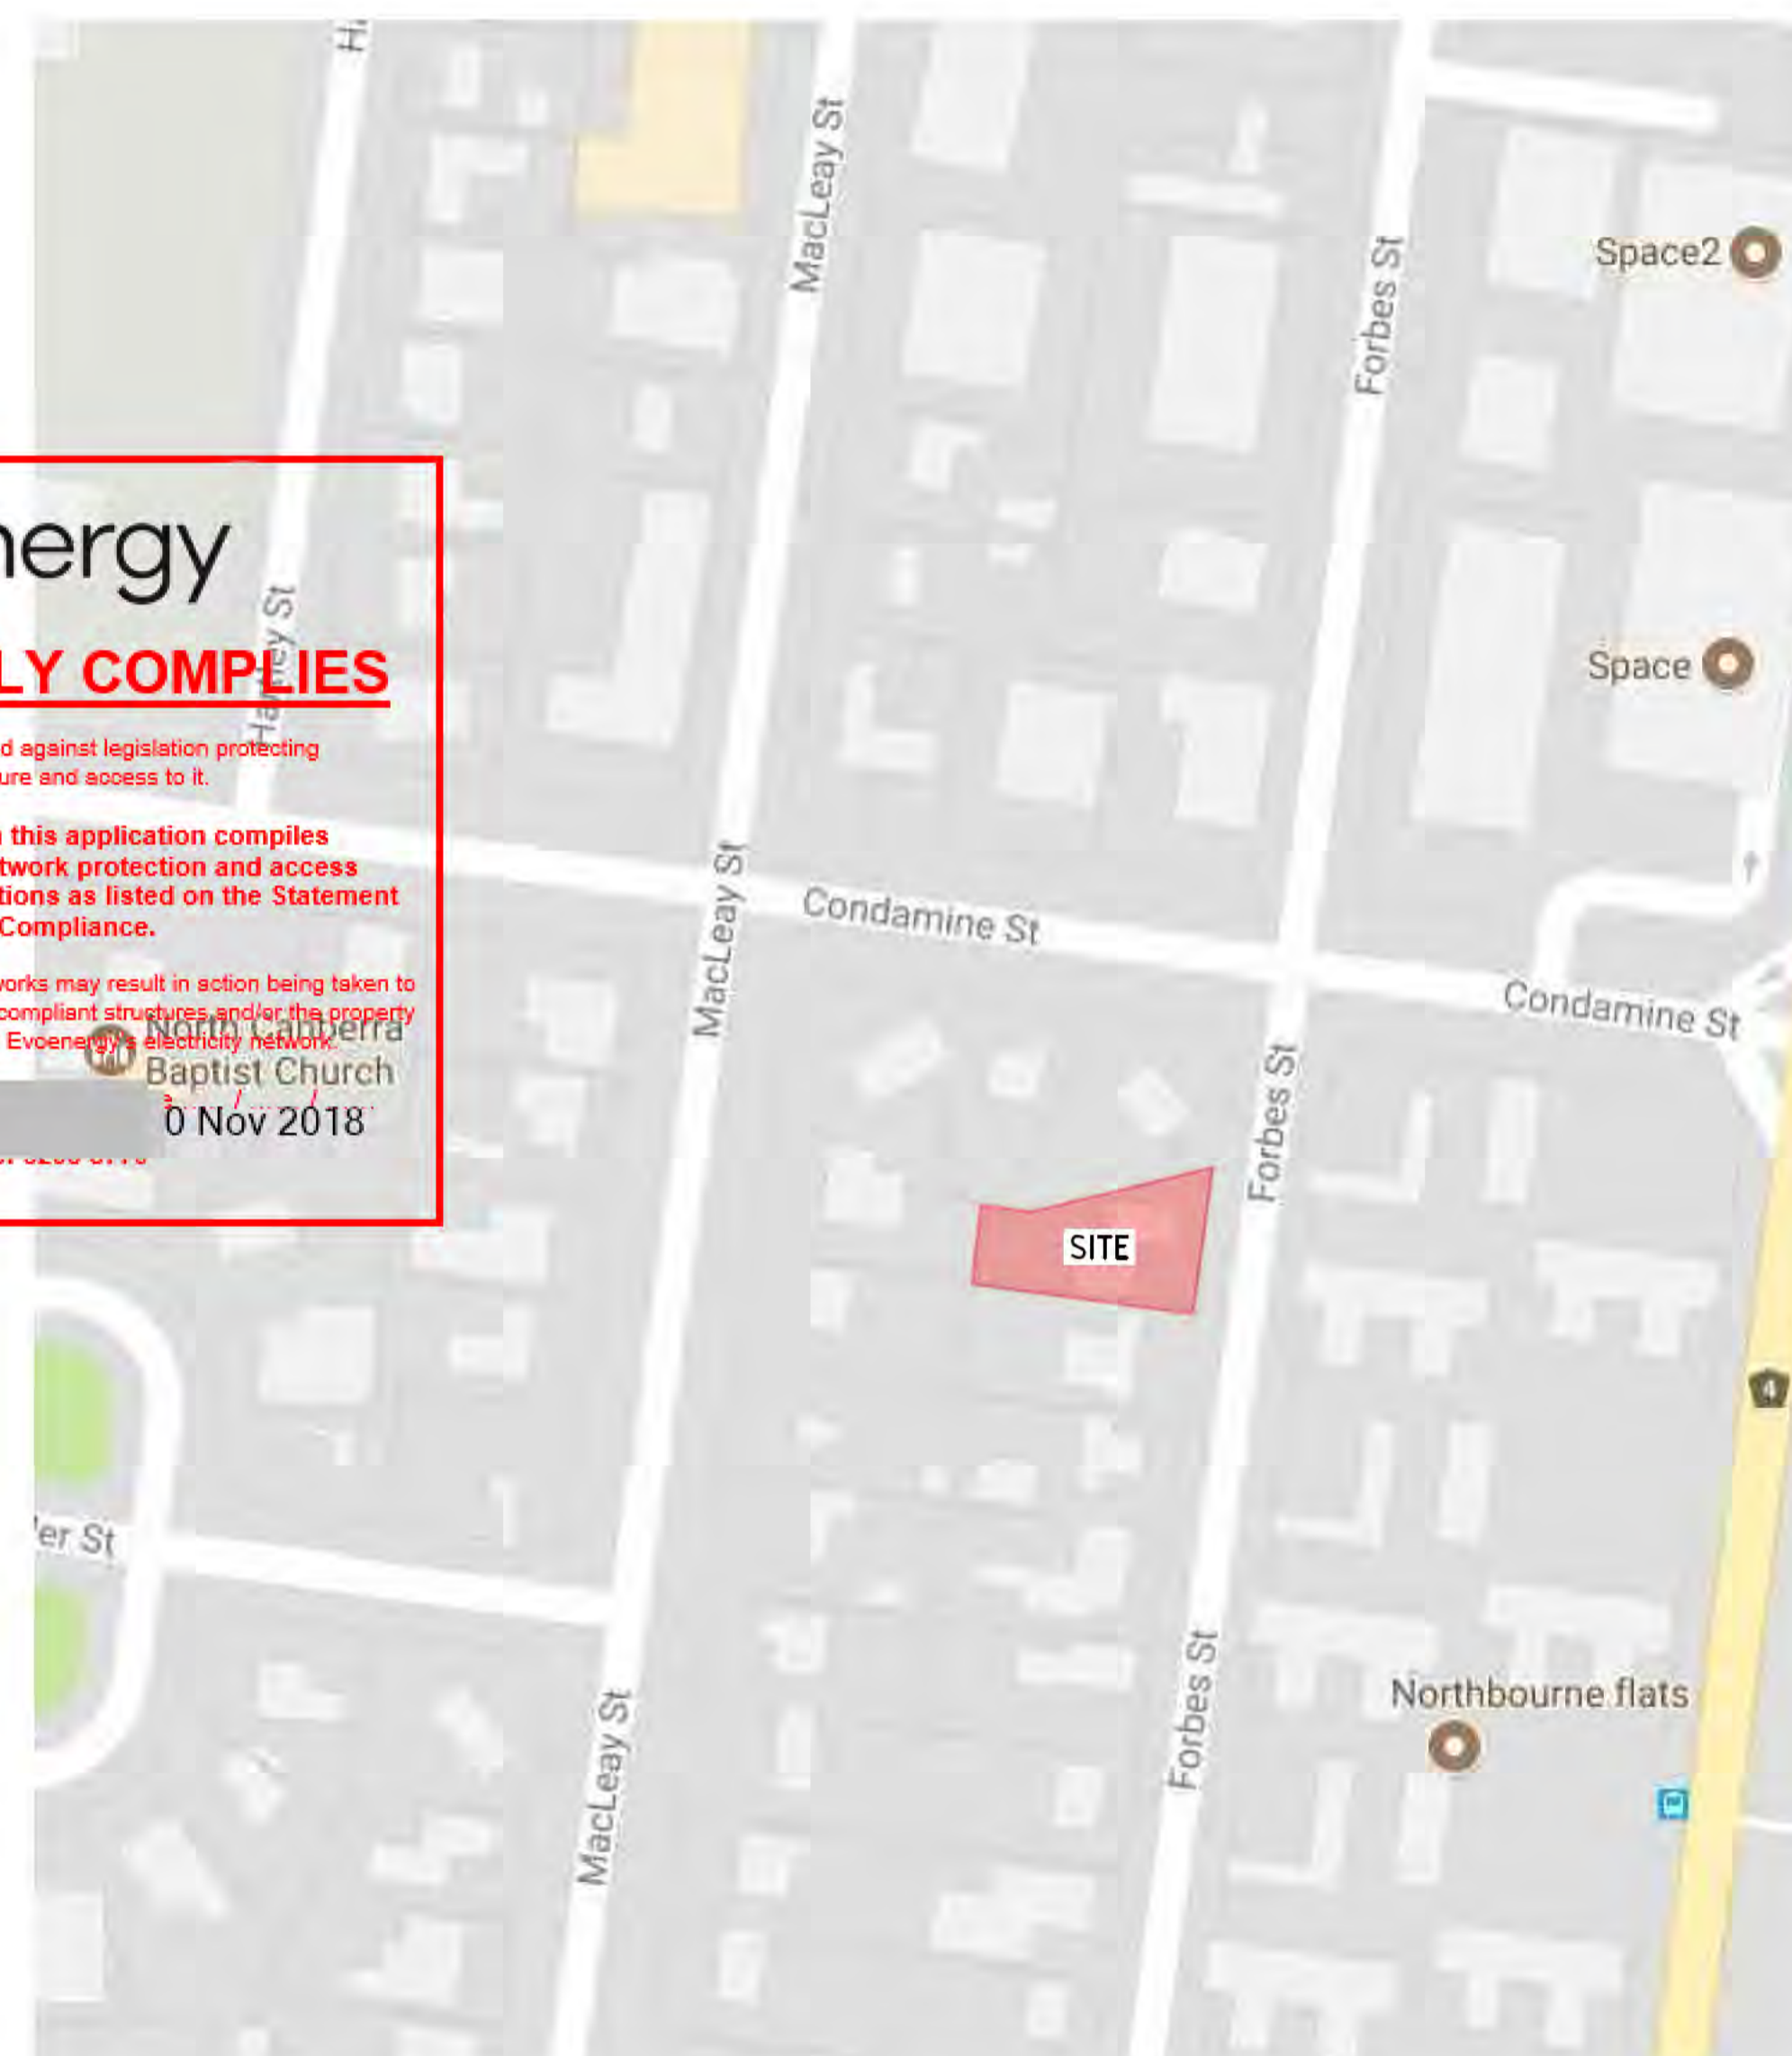 MacLeay St
Forbes St
Space2
nergy
Hartley St
LY COMPLIES
Space
d against legislation protecting
ure and access to it.
this application compiles
twork protection and access
tions as listed on the Statement
Compliance.
MacLeay St
Condamine St
Condamine St
works may result in action being taken to
compliant structures and/or the property
Evoenergy's electricity network.
North Canberra
Baptist Church
0 Nov 2018
Forbes St
SITE
4
er St
Forbes St
Northbourne flats
MacLeay St